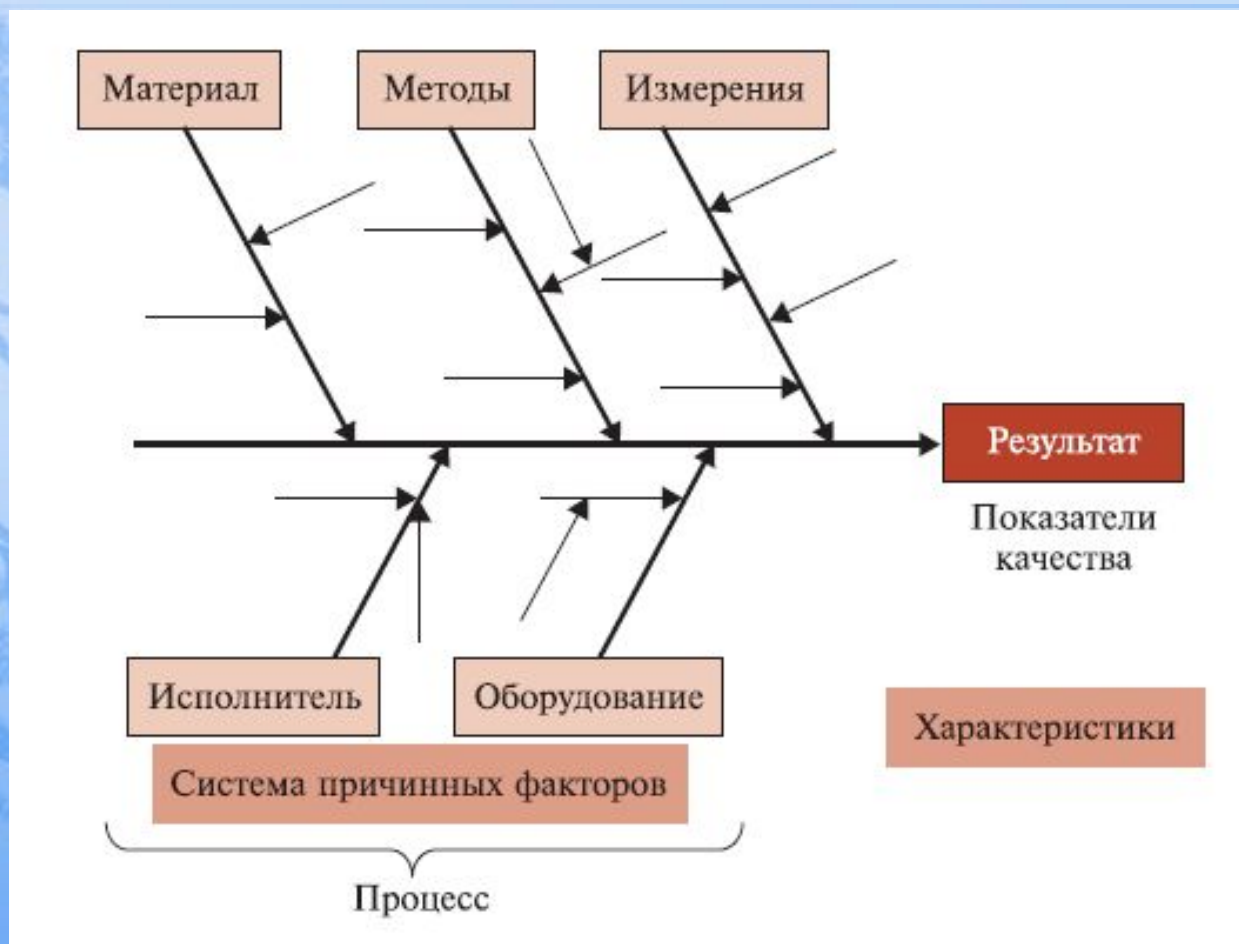 Материал
Методы
Измерения
Результат
Показатели
качества
Исполнитель
Оборудование
Характеристики
Система причинных факторов
Процесс